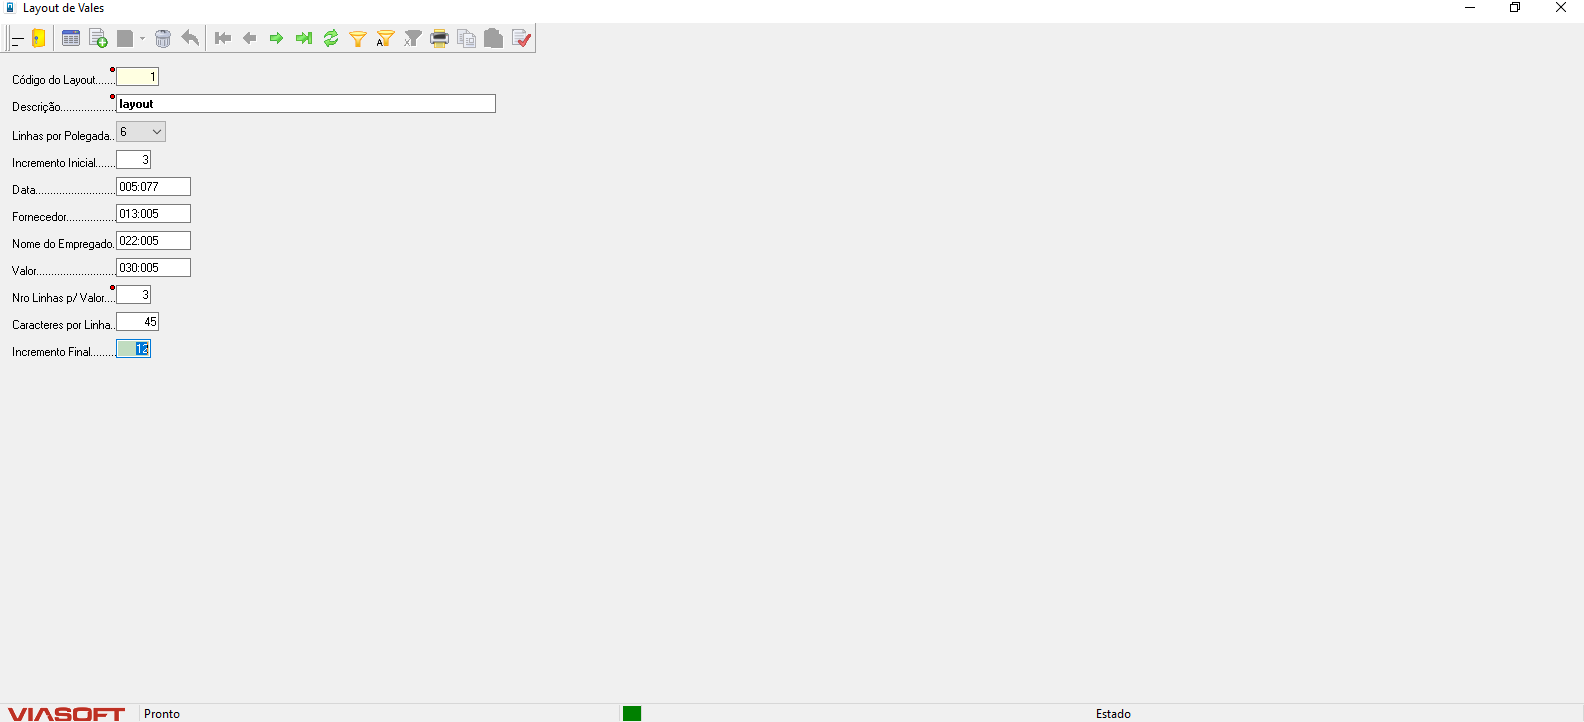 Layout de Vales
Código do Layout...... 1
Descrição................... layout
Linhas por Polegada.. 6
Incremento Inicial....... 3
Data........................... 005:077
Fornecedor................. 013:005
Nome do Empregado. 022:005
Valor........................... 030:005
Nro Linhas p/ Valor.... 3
Caracteres por Linha.. 45
Incremento Final......... 12
VIASOFT Pronto Estado